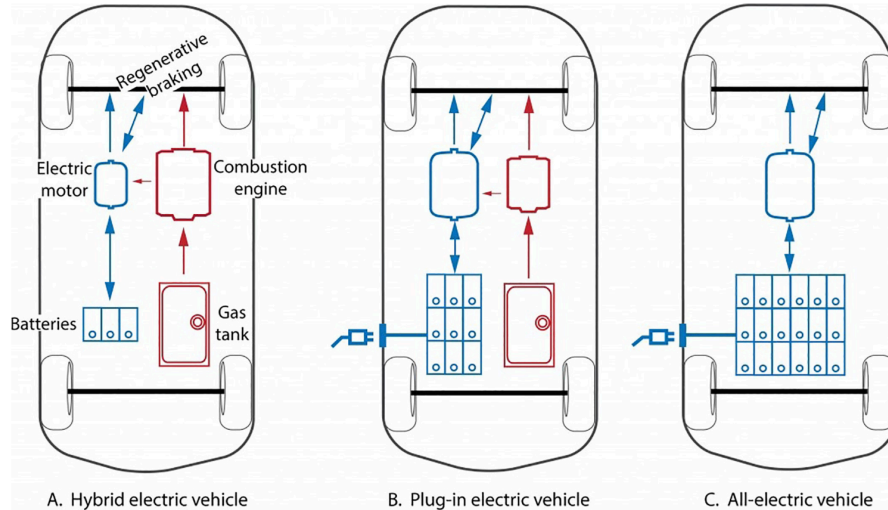 Regenerative
braking
Electric
motor
Combustion
engine
Batteries
Gas
tank
A. Hybrid electric vehicle
B. Plug-in electric vehicle
C. All-electric vehicle